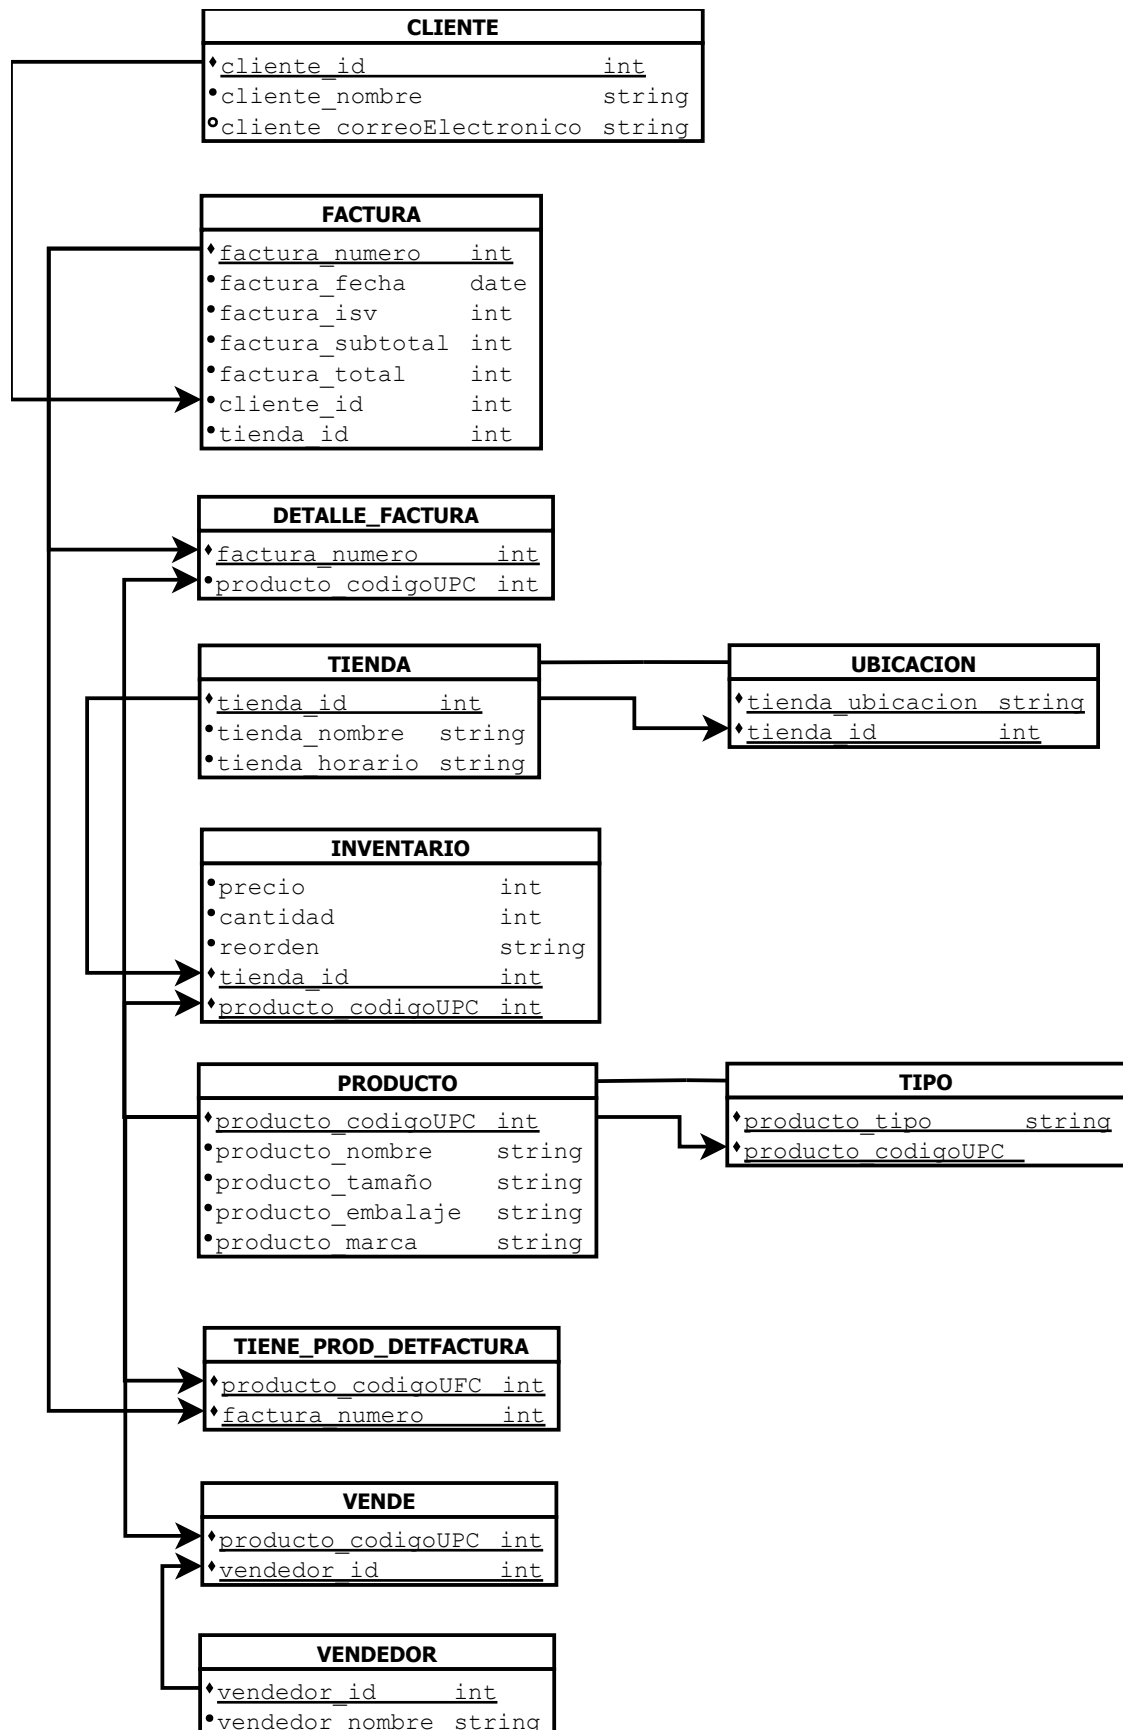 CLIENTE
cliente_id int
cliente_nombre string
cliente_correoElectronico string
FACTURA
factura_numero int
factura_fecha date
factura_isv int
factura_subtotal int
factura_total int
cliente_id int
tienda_id int
DETALLE_FACTURA
factura_numero int
producto_codigoUPC int
TIENDA
tienda_id int
tienda_nombre string
tienda_horario string
UBICACION
tienda_ubicacion string
tienda_id int
INVENTARIO
precio int
cantidad int
reorden string
tienda_id int
producto_codigoUPC int
PRODUCTO
producto_codigoUPC int
producto_nombre string
producto_tamaño string
producto_embalaje string
producto_marca string
TIPO
producto_tipo string
producto_codigoUPC
TIENE_PROD_DETFACTURA
producto_codigoUFC int
factura_numero int
VENDE
producto_codigoUPC int
vendedor_id int
VENDEDOR
vendedor_id int
vendedor_nombre string